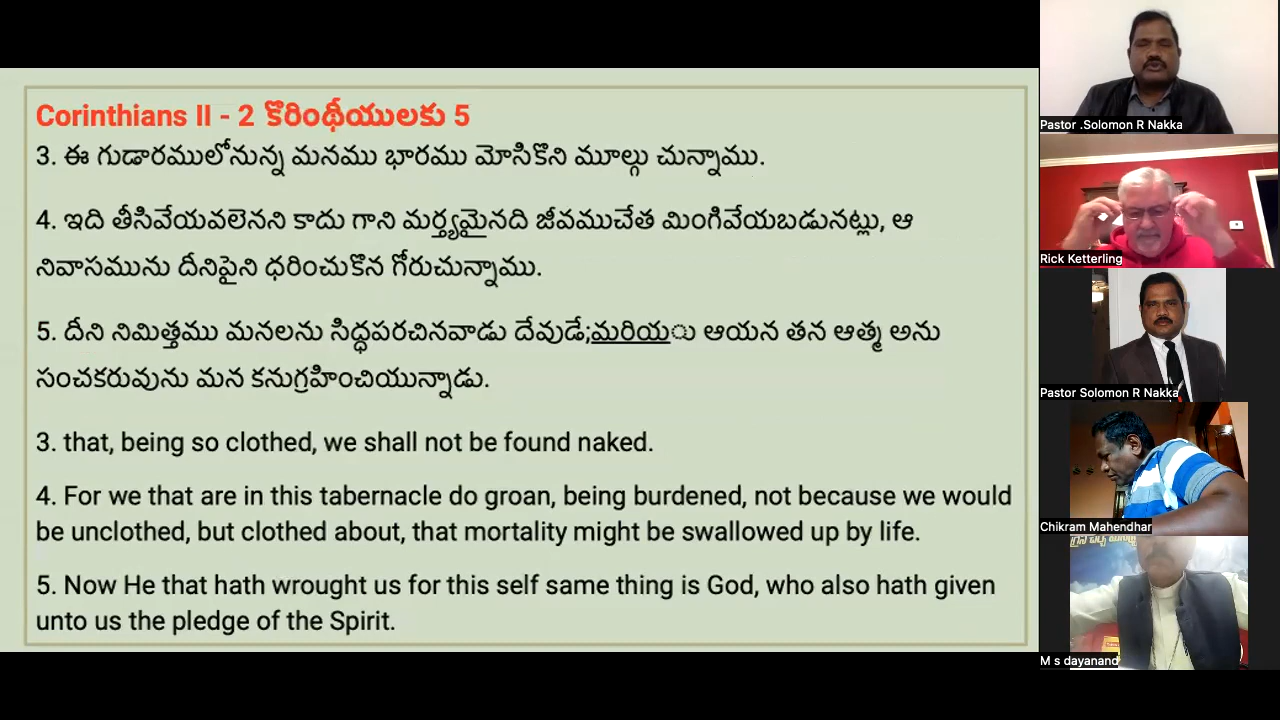 Corinthians II - 2 కొరింథీయులకు 5
3. ఈ గుడారములోనున్న మనము భారము మోసికొని మూల్గు చున్నాము.
4. ఇది తీసివేయవలెనని కాదు గాని మర్త్యమైనది జీవముచేత మింగివేయబడునట్లు, ఆ
నివాసమును దీనిపైని ధరించుకొన గోరుచున్నాము.
5. దీని నిమిత్తము మనలను సిద్ధపరచినవాడు దేవుడే;మరియు ఆయన తన ఆత్మ అను
సంచకరువును మన కనుగ్రహించియున్నాడు.
3. that, being so clothed, we shall not be found naked.
4. For we that are in this tabernacle do groan, being burdened, not because we would
be unclothed, but clothed about, that mortality might be swallowed up by life.
5. Now He that hath wrought us for this self same thing is God, who also hath given
unto us the pledge of the Spirit.
Pastor .Solomon R Nakka
Rick Ketterling
Pastor Solomon R Nakka
Chikram Mahendhar
M s dayanand